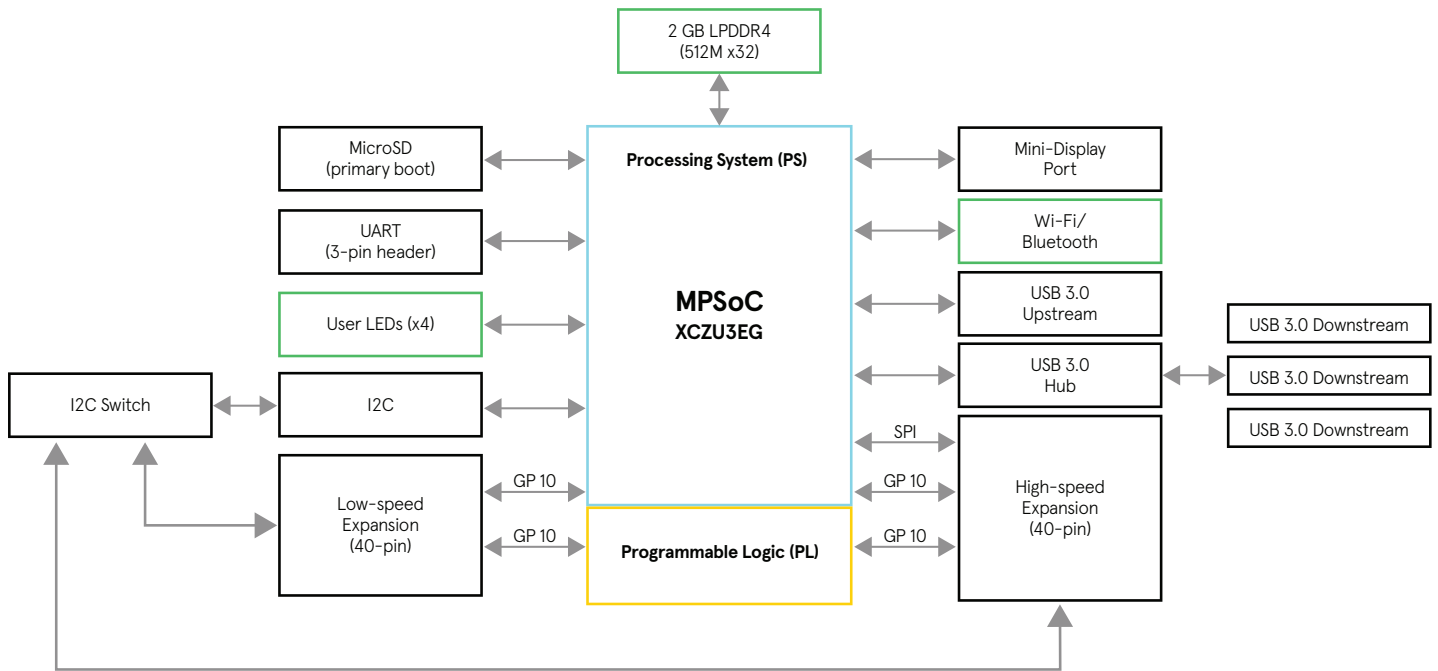 2 GB LPDDR4
(512M x32)
MicroSD
(primary boot)
Processing System (PS)
Mini-Display
Port
UART
(3-pin header)
Wi-Fi/
Bluetooth
MPSoC
XCZU3EG
User LEDs (x4)
USB 3.0
Upstream
USB 3.0 Downstream
I2C Switch
I2C
USB 3.0
Hub
USB 3.0 Downstream
USB 3.0 Downstream
SPI
Low-speed
Expansion
(40-pin)
GP 10
GP 10
GP 10
GP 10
High-speed
Expansion
(40-pin)
Programmable Logic (PL)